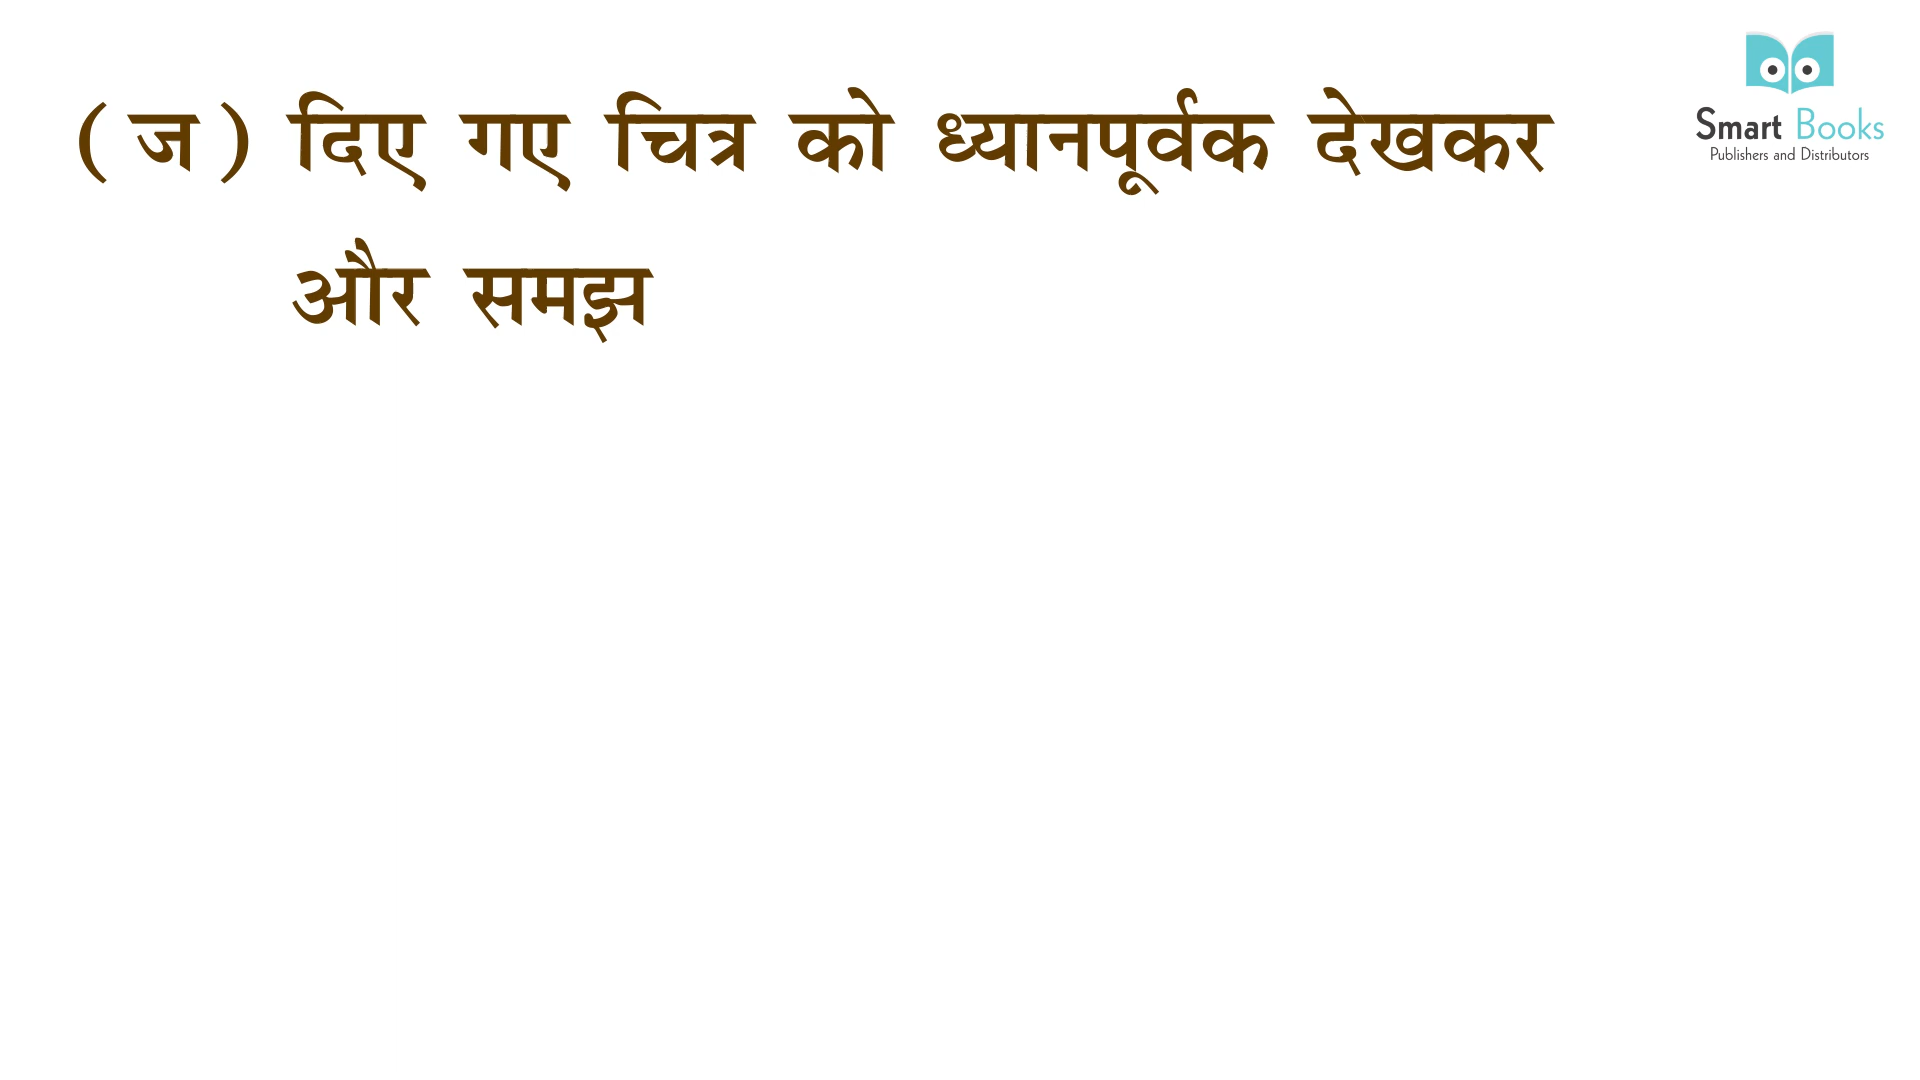 (ज) दिए गए चित्र को ध्यानपूर्वक देखकर
और समझ
Smart Books
Publishers and Distributors